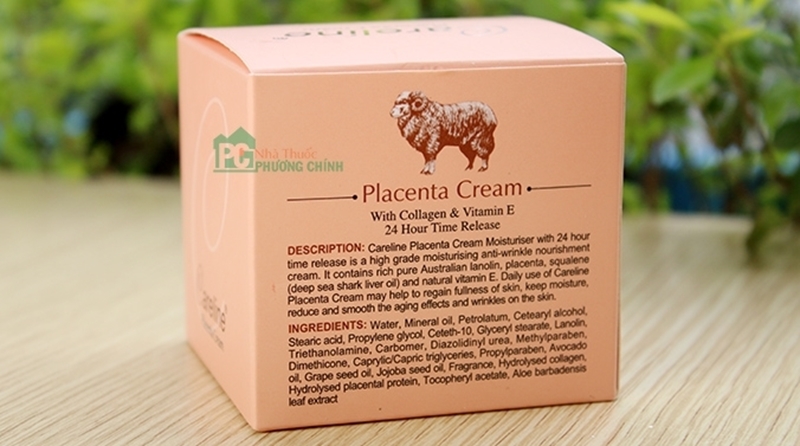 Careline
PG
Nhà Thuốc
PHƯƠNG CHÍNH
Placenta Cream
With Collagen & Vitamin E
24 Hour Time Release
DESCRIPTION: Careline Placenta Cream Moisturiser with 24 hour
time release is a high grade moisturising anti-wrinkle nourishment
cream. It contains rich pure Australian lanolin, placenta, squalene
(deep sea shark liver oil) and natural vitamin E. Daily use of Careline
Placenta Cream may help to regain fullness of skin, keep moisture,
reduce and smooth the aging effects and wrinkles on the skin.
INGREDIENTS: Water, Mineral oil, Petrolatum, Cetearyl alcohol,
Stearic acid, Propylene glycol, Ceteth-10, Glyceryl stearate, Lanolin,
Triethanolamine, Carbomer, Diazolidinyl urea, Methylparaben,
Dimethicone, Caprylic/Capric triglyceries, Propylparaben, Avocado
oil, Grape seed oil, Jojoba seed oil, Fragrance, Hydrolysed collagen,
Hydrolysed placental protein, Tocopheryl acetate, Aloe barbadensis
leaf extract
Careline®